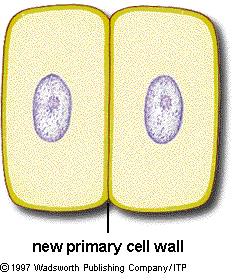 new primary cell wall
© 1997 Wadsworth Publishing Company/ITP